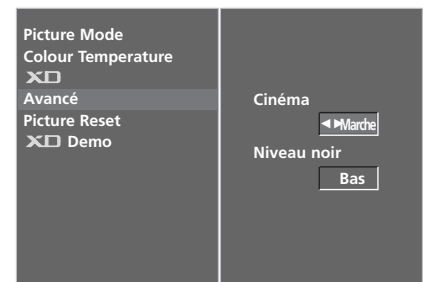 Picture Mode
Colour Temperature
XD
Avancé
Picture Reset
XD Demo
Cinéma
◄►Marche
Niveau noir
Bas